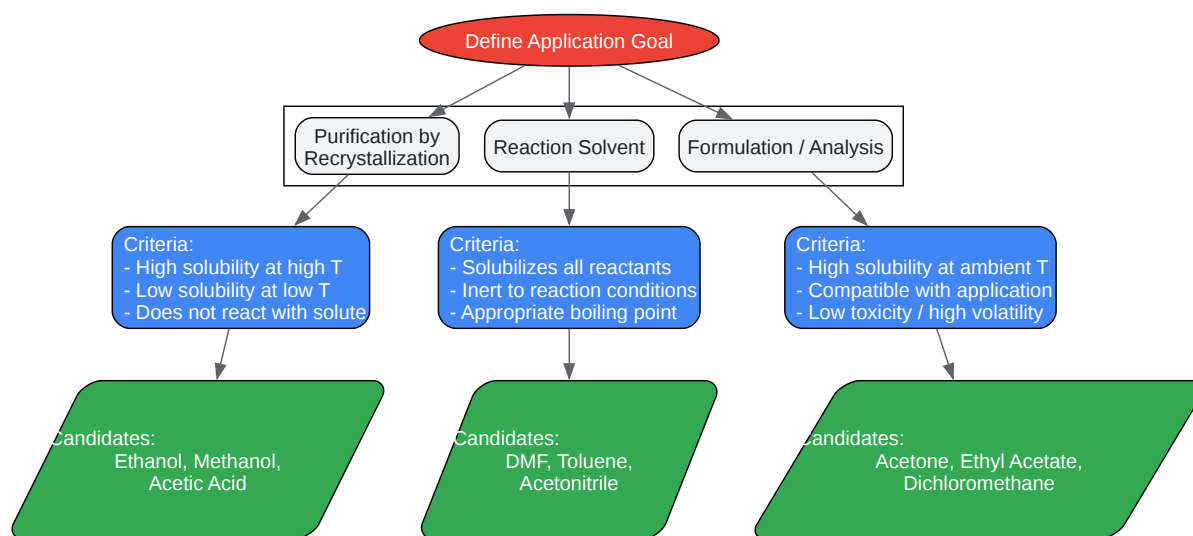 Define Application Goal
Purification by
Recrystallization
Reaction Solvent
Formulation / Analysis
Criteria:
- High solubility at high T
- Low solubility at low T
- Does not react with solute
Criteria:
- Solubilizes all reactants
- Inert to reaction conditions
- Appropriate boiling point
Criteria:
- High solubility at ambient T
- Compatible with application
- Low toxicity / high volatility
Candidates:
Ethanol, Methanol,
Acetic Acid
Candidates:
DMF, Toluene,
Acetonitrile
Candidates:
Acetone, Ethyl Acetate,
Dichloromethane